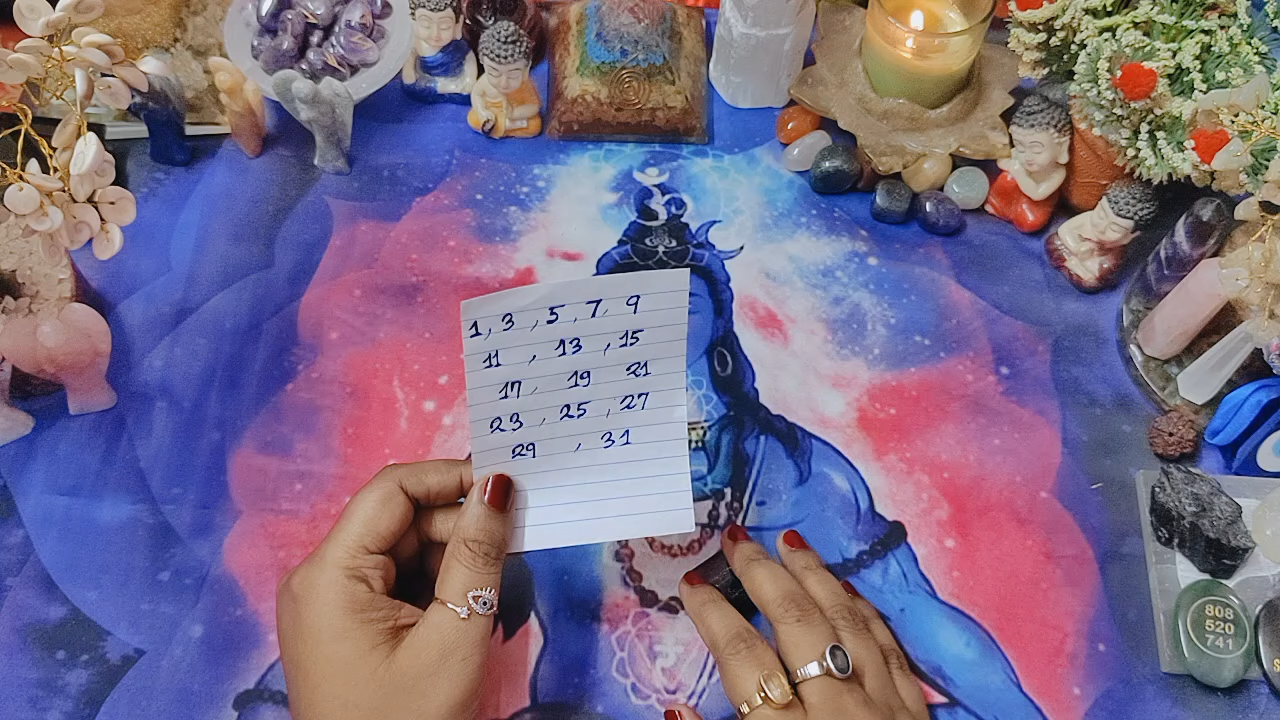 1, 3 , 5 , 7, 9
11 , 13 , 15
17, 19 21
23 , 25 , 27
29 , 31
808
520
741